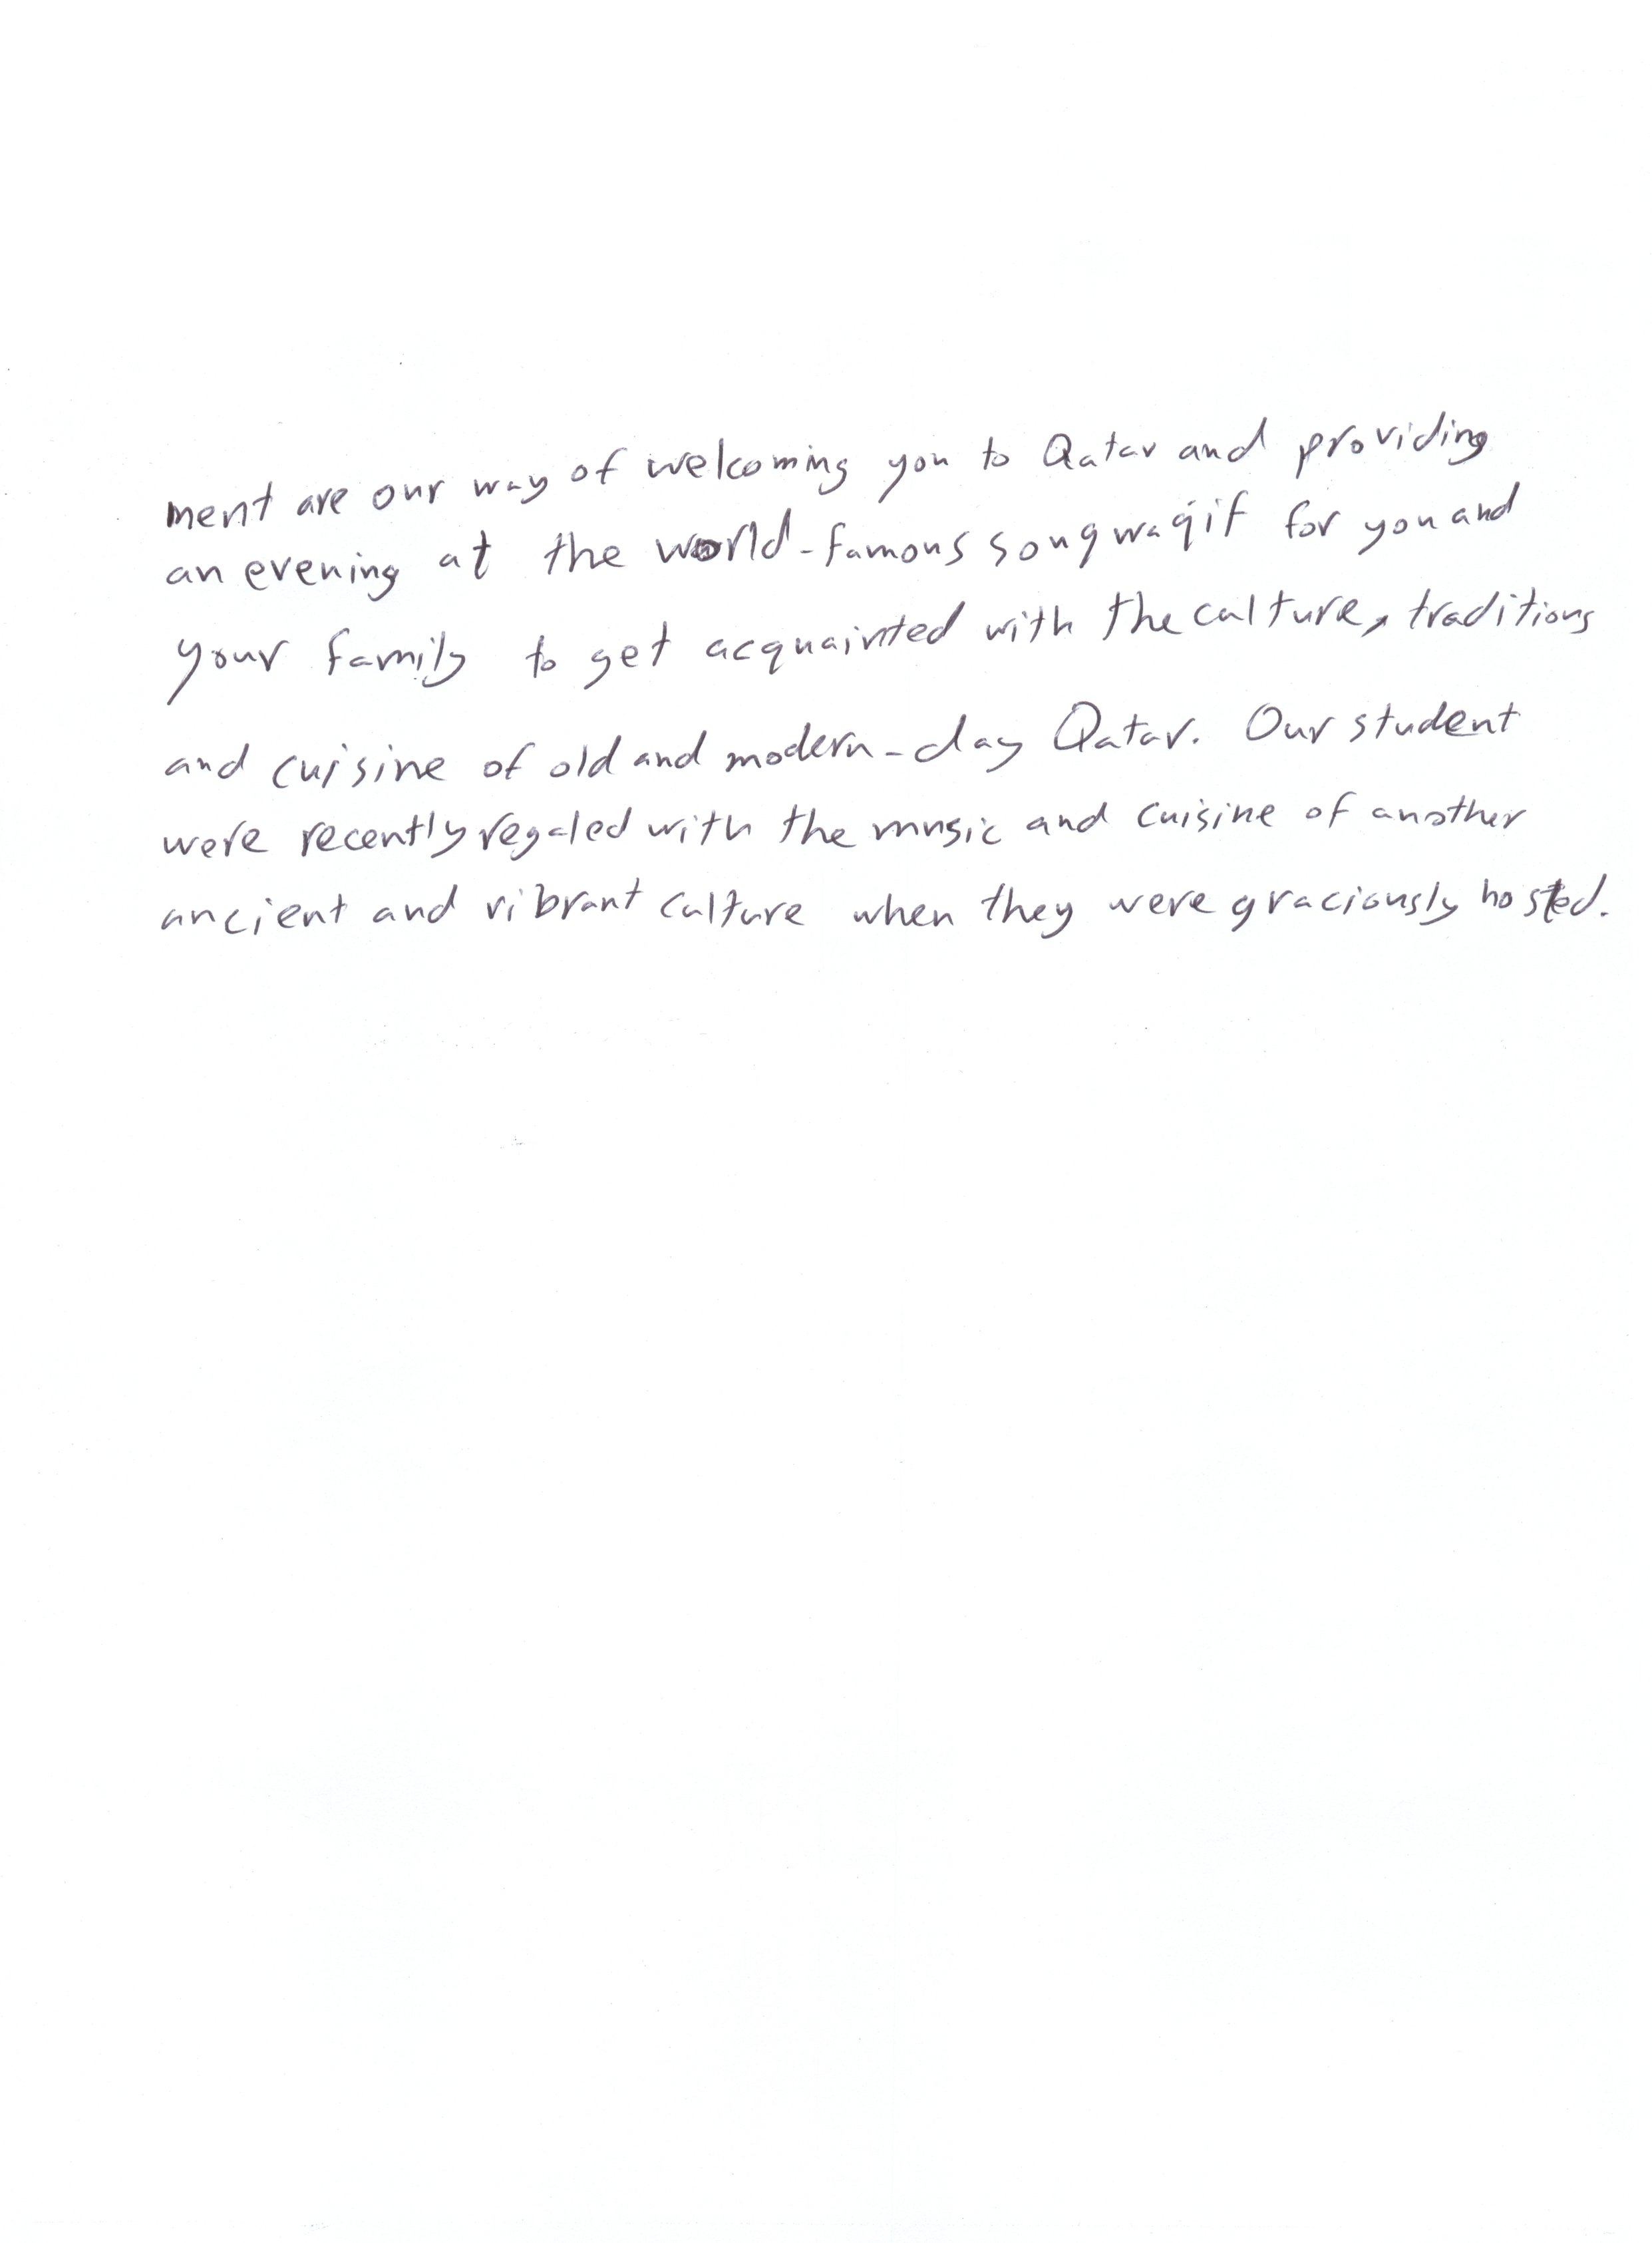 ment are our way of welcoming you to Qatar and providing
an evening at the world-famous souq waqif for you and
your family to get acquainted with the culture, traditions
and cuisine of old and modern-day Qatar. Our student
were recently regaled with the music and cuisine of another
ancient and vibrant culture when they were graciously hosted.